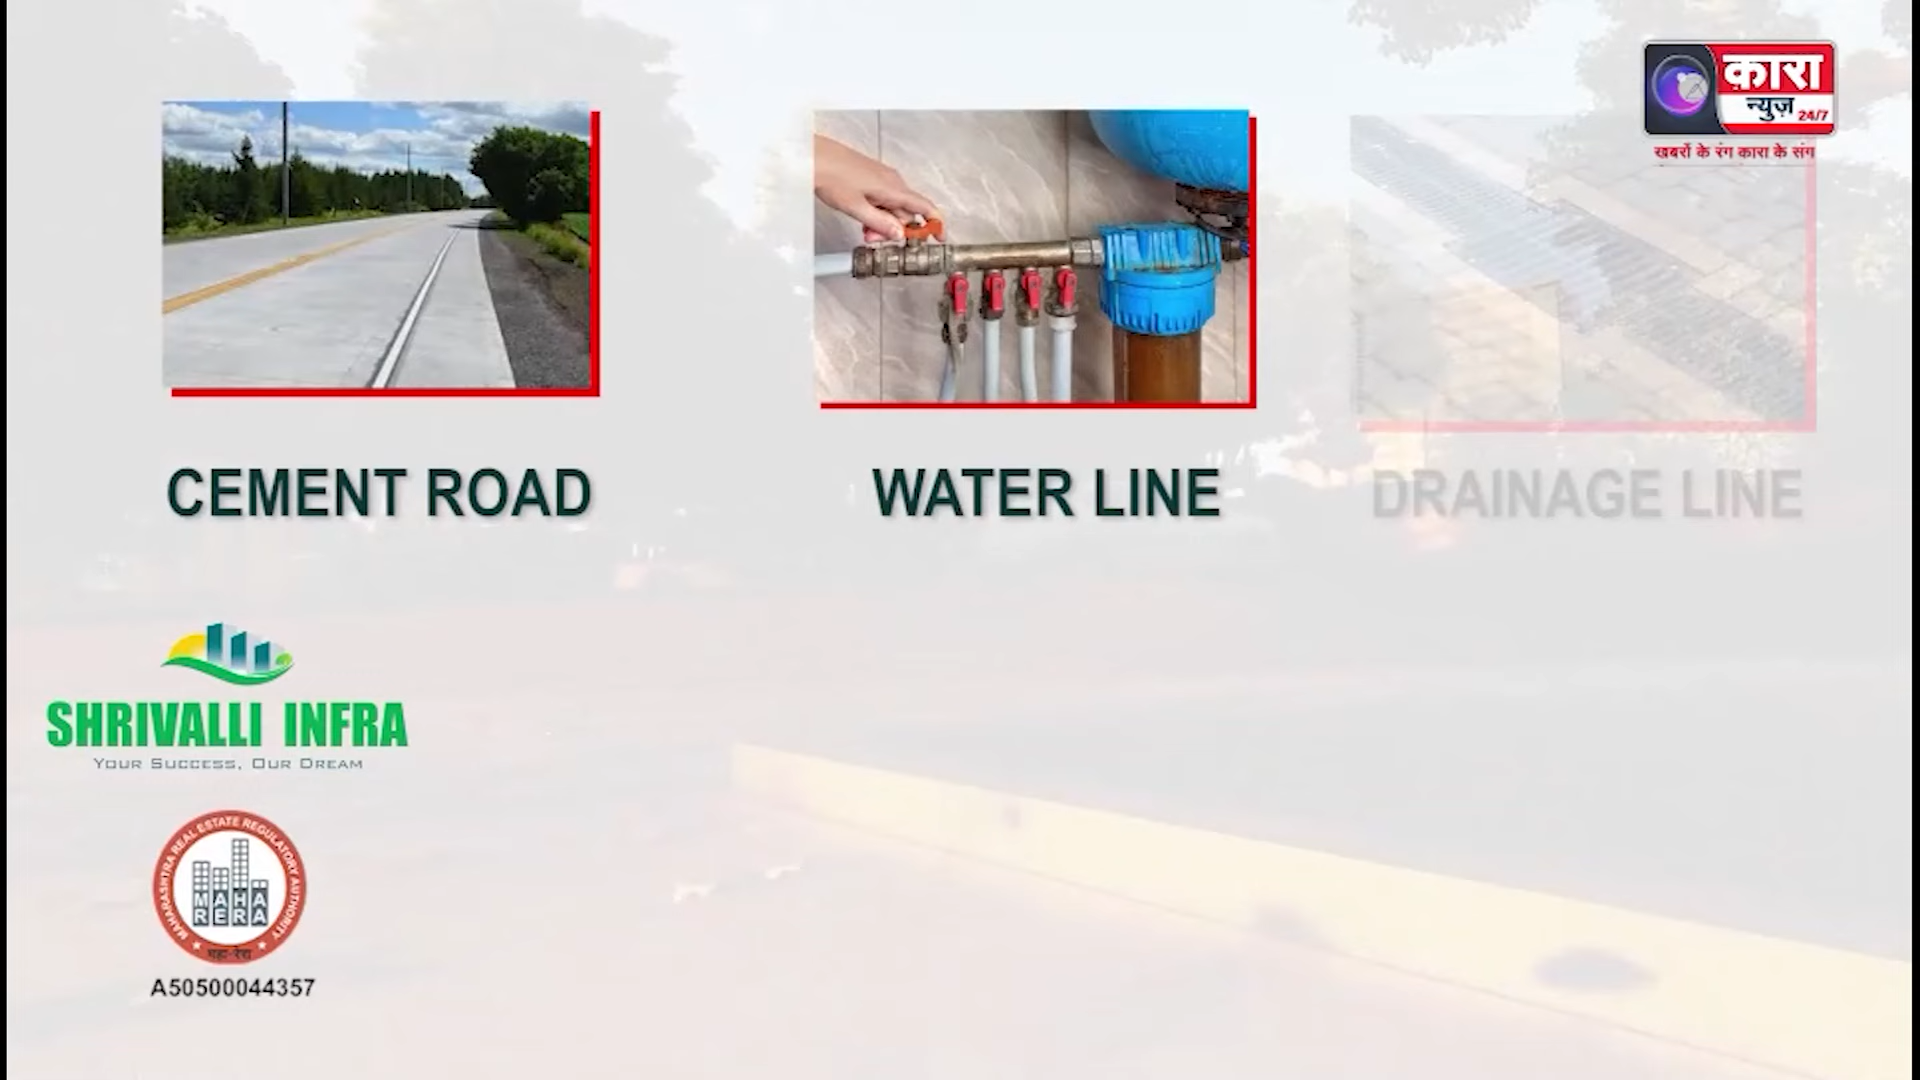 क़ारा
न्यूज़ 24/7
खबरों के रंग कारा के संग
CEMENT ROAD
WATER LINE
DRAINAGE LINE
SHRIVALLI INFRA
YOUR SUCCESS, OUR DREAM
MAHARASHTRA REAL ESTATE REGULATORY AUTHORITY
MAHA
RERA
महा-रेरा
A50500044357